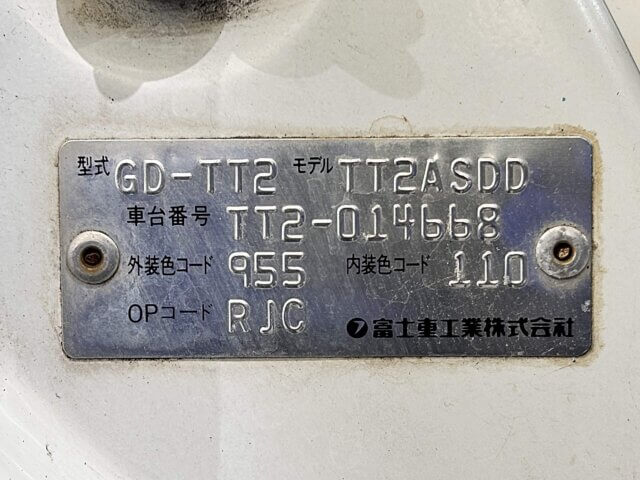 型式 GD-TT2 モデル TT2ASDD
車台番号 TT2-014668
外装色コード 955 内装色コード 110
OPコード RJC フ富士重工業株式会社